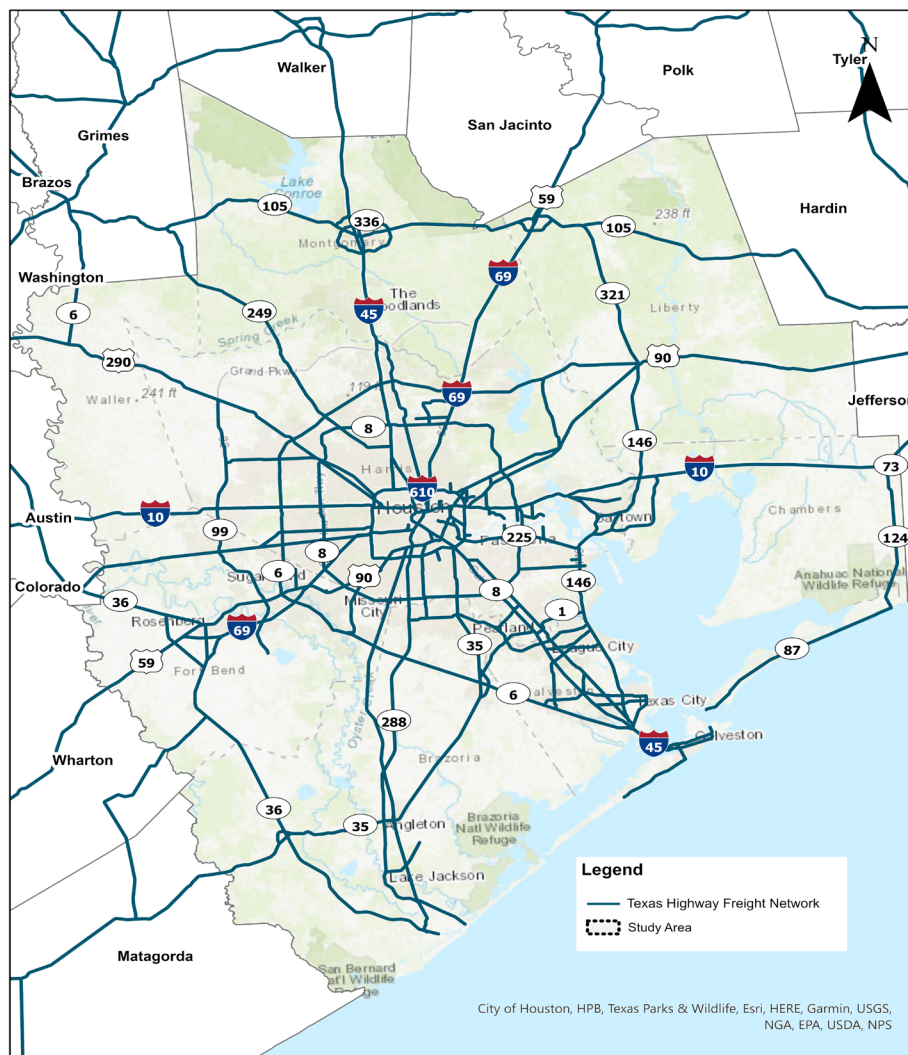 N
Walker
Polk
Tyler
San Jacinto
Grimes
Brazos
Lake
Conroe
59
105
336
238 ft
105
Hardin
Montgomery
Washington
69
321
The
Woodlands
6
249
45
Liberty
Spring Creek
290
90
Grand Pkwy
119 ft
241 ft
Waller
69
Jefferson
8
146
Harris
10
73
610
10
Houston
Austin
Baytown
Chambers
99
8
225
Pasadena
124
6
90
Sugar Land
146
Anahuac National
Wildlife Refuge
Colorado
36
8
Missouri
City
1
Rosenberg
69
Pearland
35
League City
87
59
Fort Bend
6
Galveston
Texas City
Oyster Creek
288
45
Galveston
Wharton
Brazoria
36
35
Angleton
Brazoria
Natl Wildlife
Refuge
Lake Jackson
Legend
Texas Highway Freight Network
Study Area
Matagorda
San Bernard
Nat'l Wildlife
Refuge
City of Houston, HPB, Texas Parks & Wildlife, Esri, HERE, Garmin, USGS,
NGA, EPA, USDA, NPS